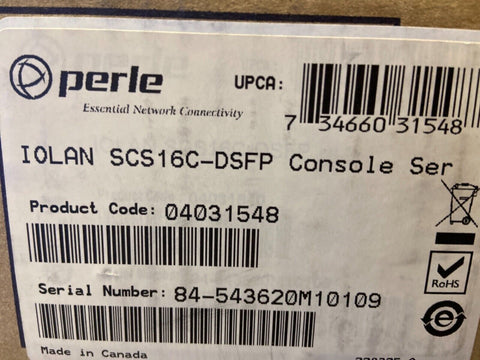 perle
Essential Network Connectivity
UPCA:
7 34660 31548
IOLAN SCS16C-DSFP Console Ser
Product Code: 04031548
RoHS
Serial Number: 84-543620M10109
Made in Canada